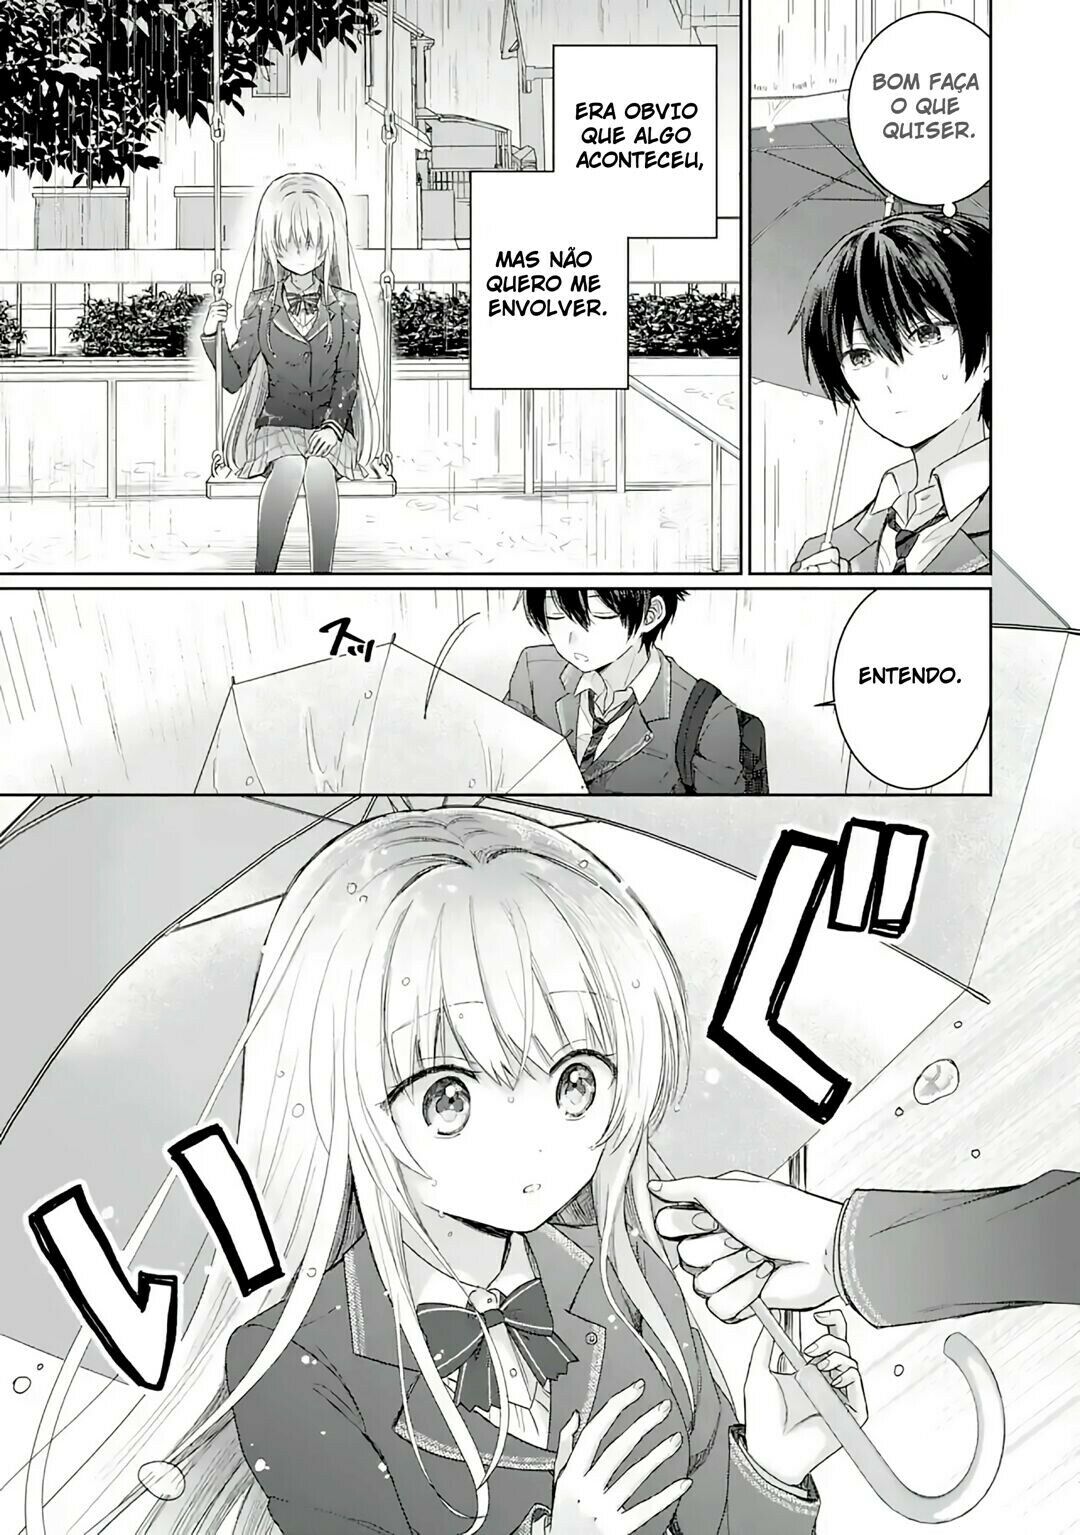 BOM FAÇA
O QUE
QUISER.
ERA OBVIO
QUE ALGO
ACONTECEU,
MAS NÃO
QUERO ME
ENVOLVER.
ENTENDO.
スッ
ぐい